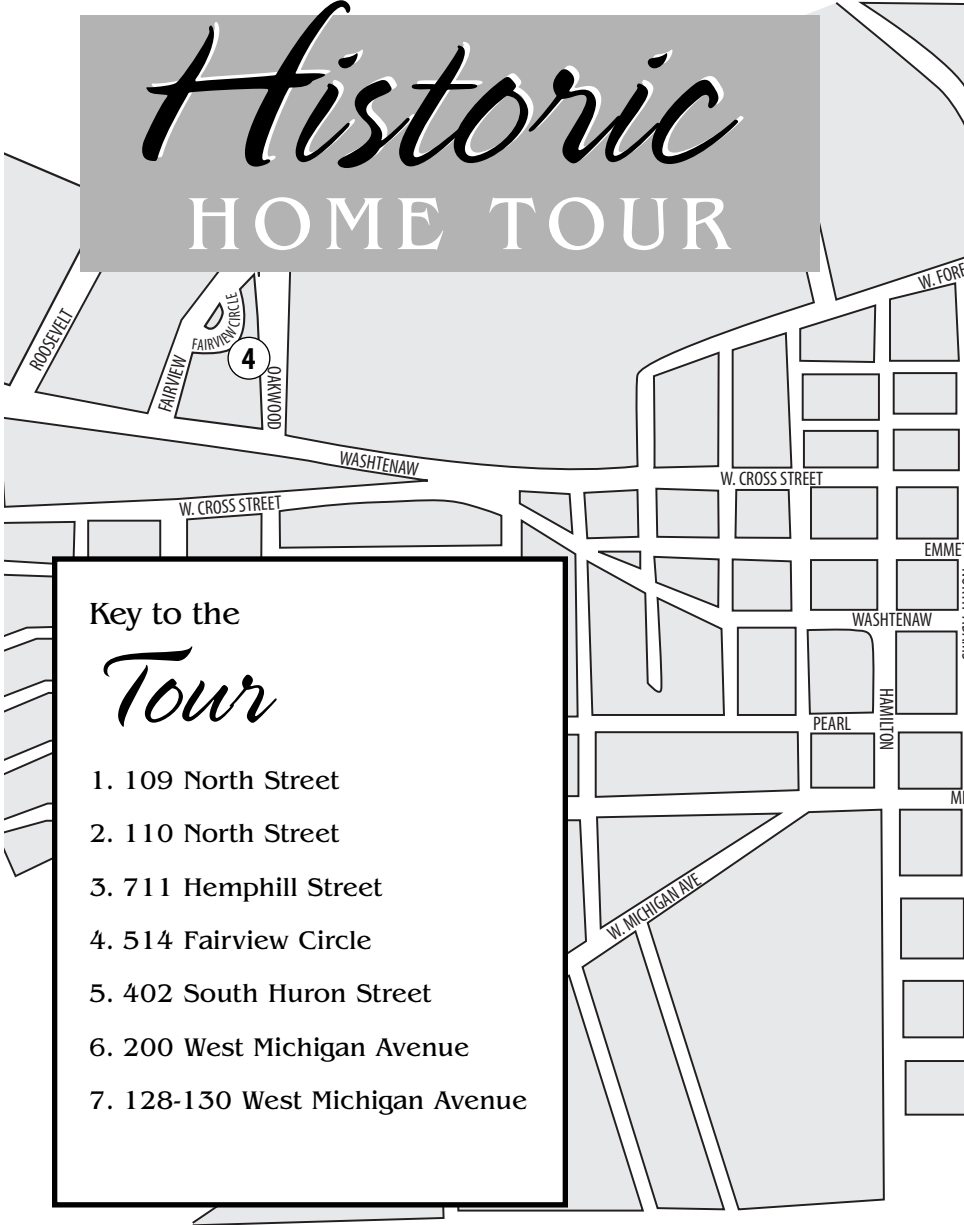 Historic
HOME TOUR
W. FORE
ROOSEVELT
FAIRVIEW CIRCLE
4
FAIRVIEW
OAKWOOD
WASHTENAW
W. CROSS STREET
W. CROSS STREET
EMME
WASHTENAW
HAMILTON
PEARL
MI
W. MICHIGAN AVE
Key to the
Tour
1. 109 North Street
2. 110 North Street
3. 711 Hemphill Street
4. 514 Fairview Circle
5. 402 South Huron Street
6. 200 West Michigan Avenue
7. 128-130 West Michigan Avenue